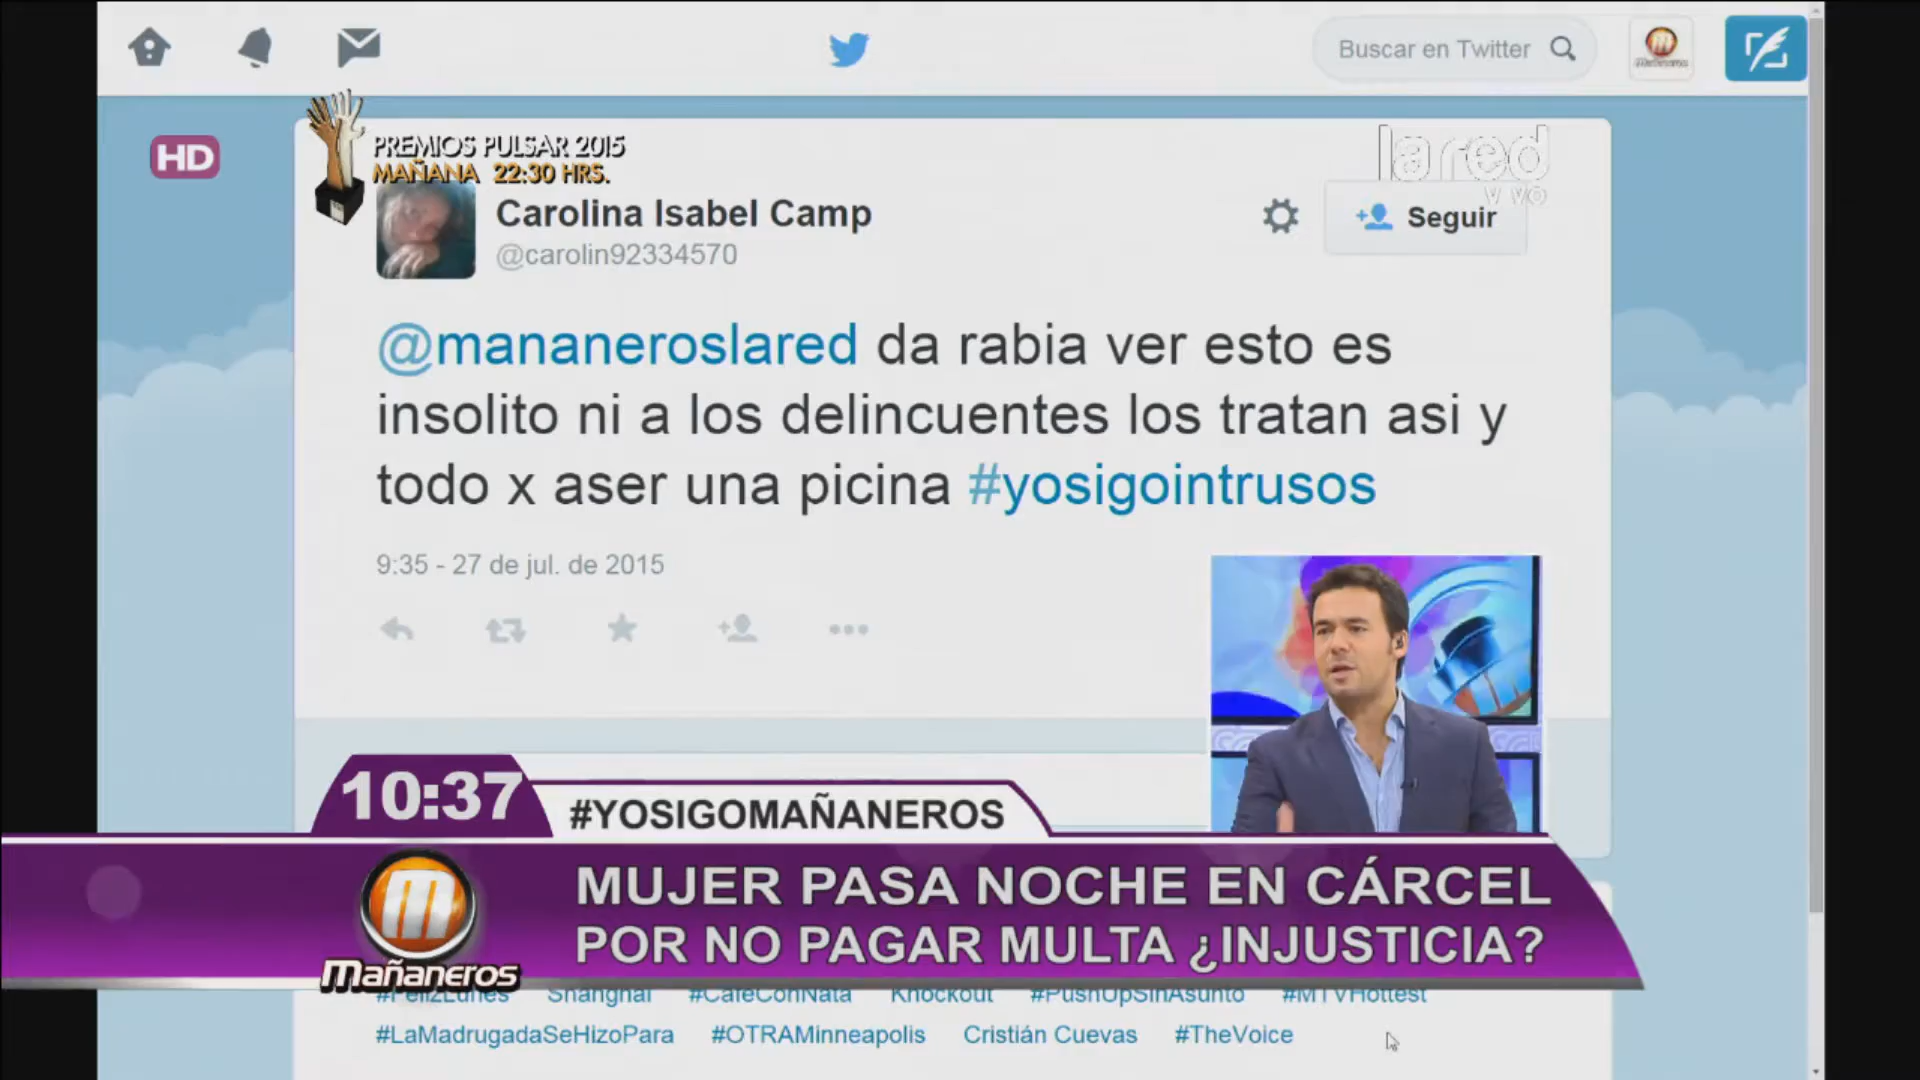 Buscar en Twitter
Mañaneros
HD
PREMIOS PULSAR 2015
MAÑANA 22:30 HRS.
la red
vivo
Carolina Isabel Camp
@carolin92334570
Seguir
@mananeroslared da rabia ver esto es
insolito ni a los delincuentes los tratan asi y
todo x aser una picina #yosigointrusos
9:35 - 27 de jul. de 2015
10:37
#YOSIGOMAÑANEROS
MUJER PASA NOCHE EN CÁRCEL
POR NO PAGAR MULTA ¿INJUSTICIA?
Mañaneros
#FelizLunes Shanghai #CaféConNata Knockout #PushUpSinAsunto #MTVHottest
#LaMadrugadaSeHizoPara #OTRAMinneapolis Cristián Cuevas #TheVoice